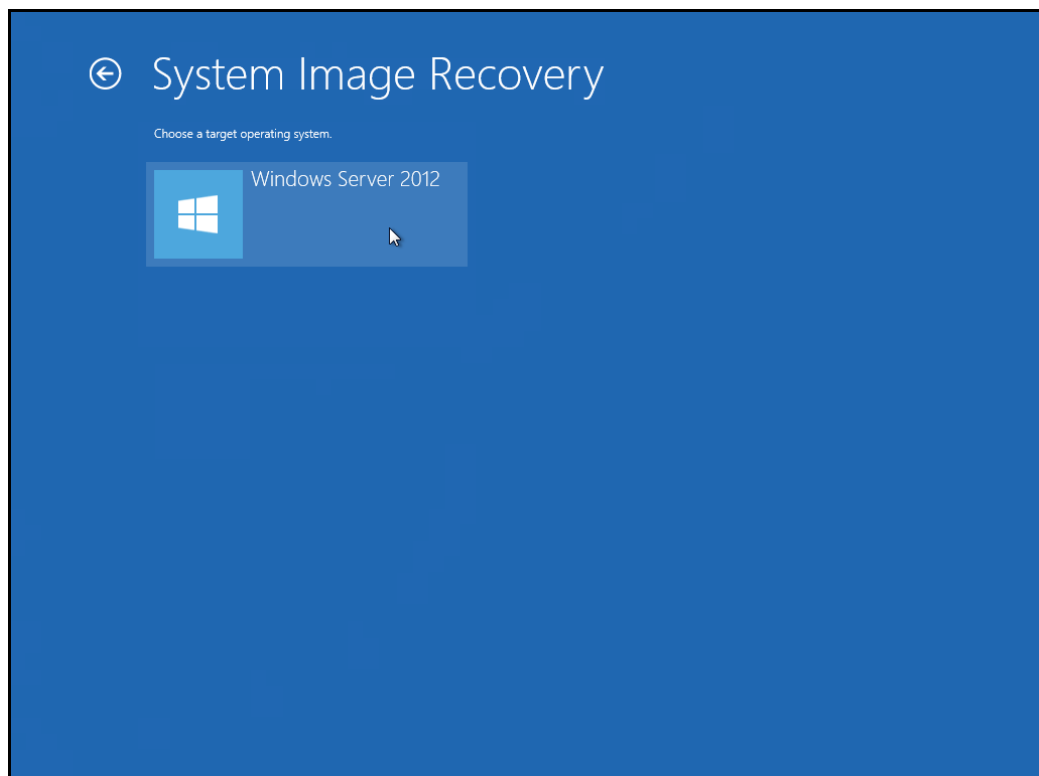 System Image Recovery
Choose a target operating system.
Windows Server 2012